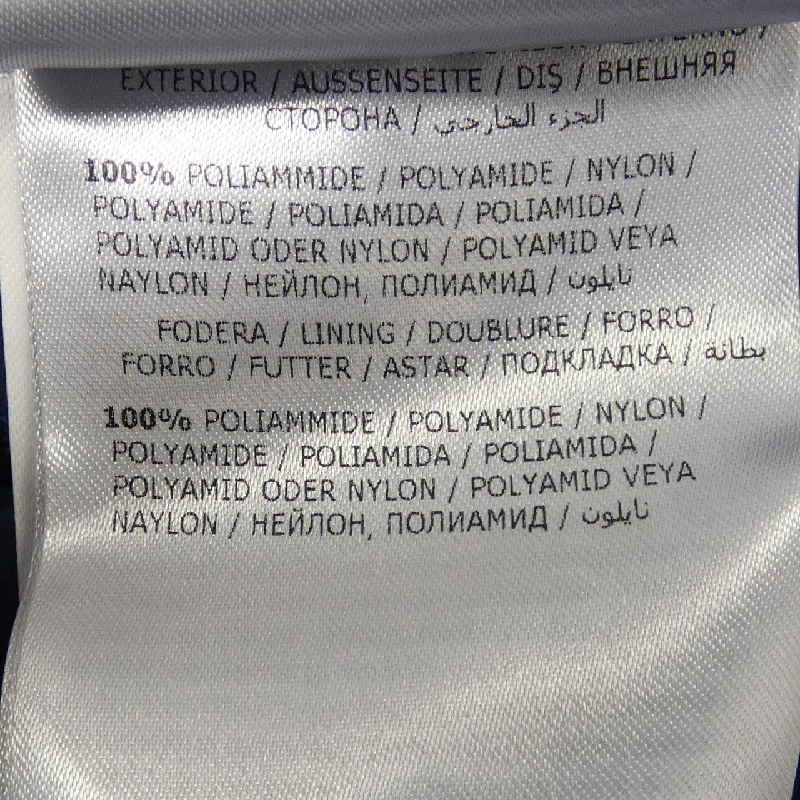 EXTERIOR / AUSSENSEITE / DIŞ / ВНЕШНЯЯ
СТОРОНА / الجزء الخارجي
100% POLIAMMIDE / POLYAMIDE / NYLON /
POLYAMIDE / POLIAMIDA / POLIAMIDA /
POLYAMID ODER NYLON / POLYAMID VEYA
NAYLON / НЕЙЛОН, ПОЛИАМИД / نايلون
FODERA / LINING / DOUBLURE / FORRO /
FORRO / FUTTER / ASTAR / ПОДКЛАДКА / بطانة
100% POLIAMMIDE / POLYAMIDE / NYLON /
POLYAMIDE / POLIAMIDA / POLIAMIDA /
POLYAMID ODER NYLON / POLYAMID VEYA
NAYLON / НЕЙЛОН, ПОЛИАМИД / نايلون